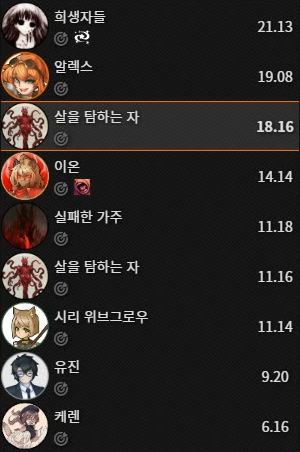 희생자들
21.13
알렉스
19.08
살을 탐하는 자
18.16
이온
14.14
실패한 가주
11.18
살을 탐하는 자
11.16
시리 위브그로우
11.14
유진
9.20
케렌
6.16